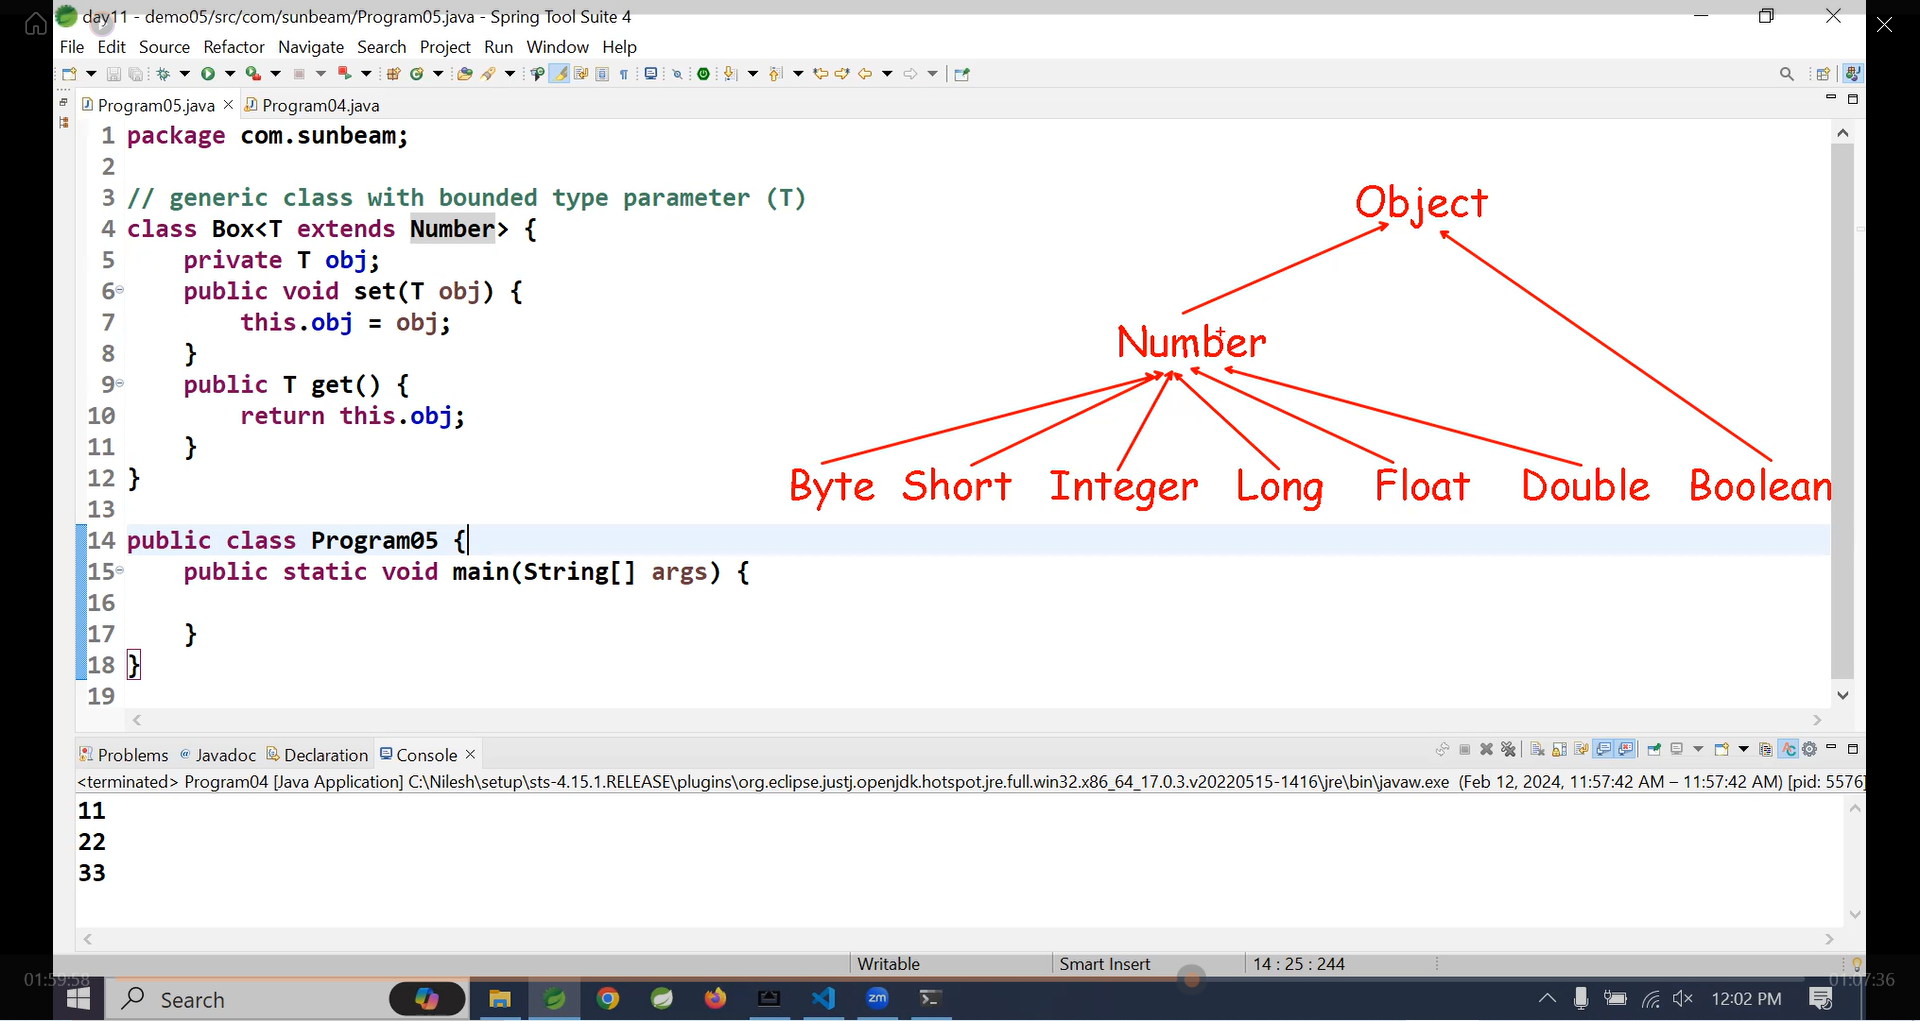 day11 - demo05/src/com/sunbeam/Program05.java - Spring Tool Suite 4
File Edit Source Refactor Navigate Search Project Run Window Help
Program05.java Program04.java
1 package com.sunbeam;
2
3 // generic class with bounded type parameter (T)
4 class Box<T extends Number> {
5 private T obj;
6 public void set(T obj) {
7 this.obj = obj;
8 }
9 public T get() {
10 return this.obj;
11 }
12 }
13
14 public class Program05 {
15 public static void main(String[] args) {
16
17 }
18 }
19
Object
Number
Byte Short Integer Long Float Double Boolean
Problems Javadoc Declaration Console
<terminated> Program04 [Java Application] C:\Nilesh\setup\sts-4.15.1.RELEASE\plugins\org.eclipse.justj.openjdk.hotspot.jre.full.win32.x86_64_17.0.3.v20220515-1416\jre\bin\javaw.exe (Feb 12, 2024, 11:57:42 AM – 11:57:42 AM) [pid: 5576]
11
22
33
Writable Smart Insert 14 : 25 : 244
01:59:58 01:07:36
Search zm 12:02 PM